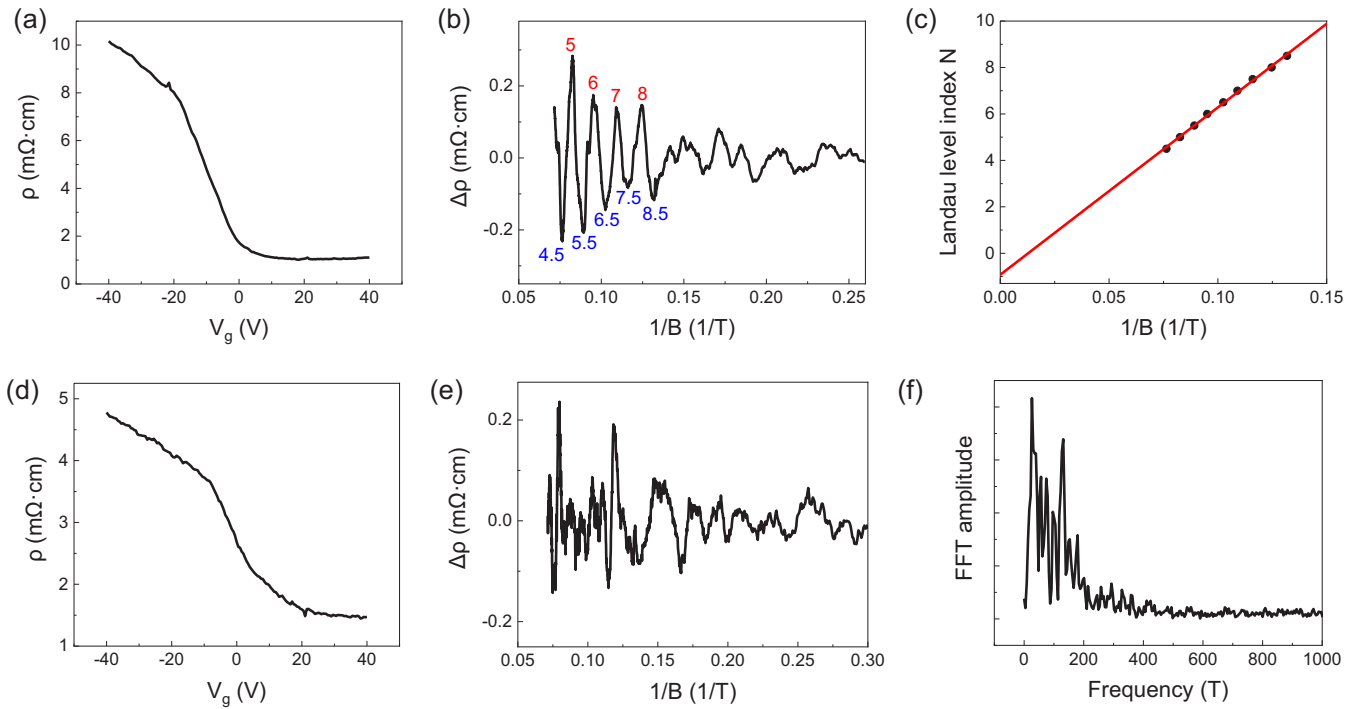 (a)
10
8
6
4
2
0
ρ (mΩ·cm)
-40 -20 0 20 40
V_g (V)
(b)
0.2
0.0
-0.2
Δρ (mΩ·cm)
5
6
7
8
4.5
5.5
6.5
7.5
8.5
0.05 0.10 0.15 0.20 0.25
1/B (1/T)
(c)
10
8
6
4
2
0
Landau level index N
0.00 0.05 0.10 0.15
1/B (1/T)
(d)
5
4
3
2
1
ρ (mΩ·cm)
-40 -20 0 20 40
V_g (V)
(e)
0.2
0.0
-0.2
Δρ (mΩ·cm)
0.05 0.10 0.15 0.20 0.25 0.30
1/B (1/T)
(f)
FFT amplitude
0 200 400 600 800 1000
Frequency (T)